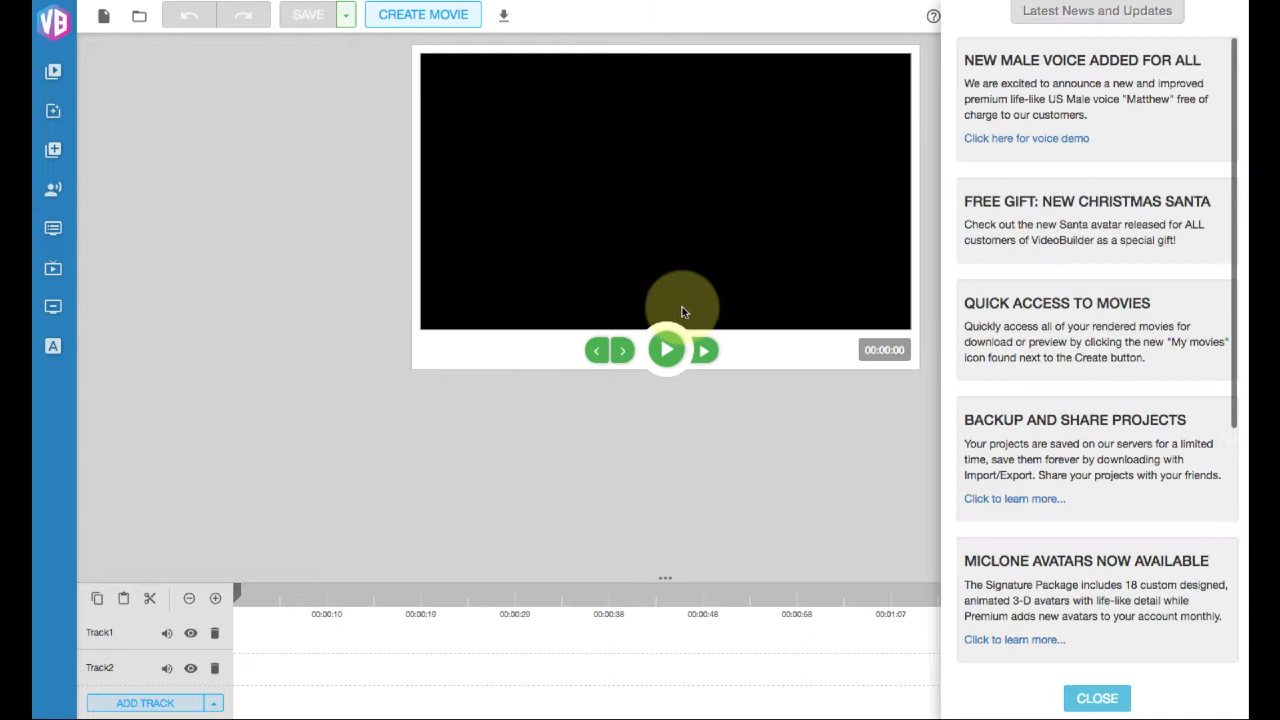 VB
SAVE
CREATE MOVIE
Latest News and Updates
NEW MALE VOICE ADDED FOR ALL
We are excited to announce a new and improved
premium life-like US Male voice "Matthew" free of
charge to our customers.
Click here for voice demo
FREE GIFT: NEW CHRISTMAS SANTA
Check out the new Santa avatar released for ALL
customers of VideoBuilder as a special gift!
QUICK ACCESS TO MOVIES
Quickly access all of your rendered movies for
download or preview by clicking the new "My movies"
icon found next to the Create button.
BACKUP AND SHARE PROJECTS
Your projects are saved on our servers for a limited
time, save them forever by downloading with
Import/Export. Share your projects with your friends.
Click to learn more...
MICLONE AVATARS NOW AVAILABLE
The Signature Package includes 18 custom designed,
animated 3-D avatars with life-like detail while
Premium adds new avatars to your account monthly.
Click to learn more...
CLOSE
00:00:00
00:00:10 00:00:19 00:00:29 00:00:38 00:00:48 00:00:58 00:01:07
Track1
Track2
ADD TRACK